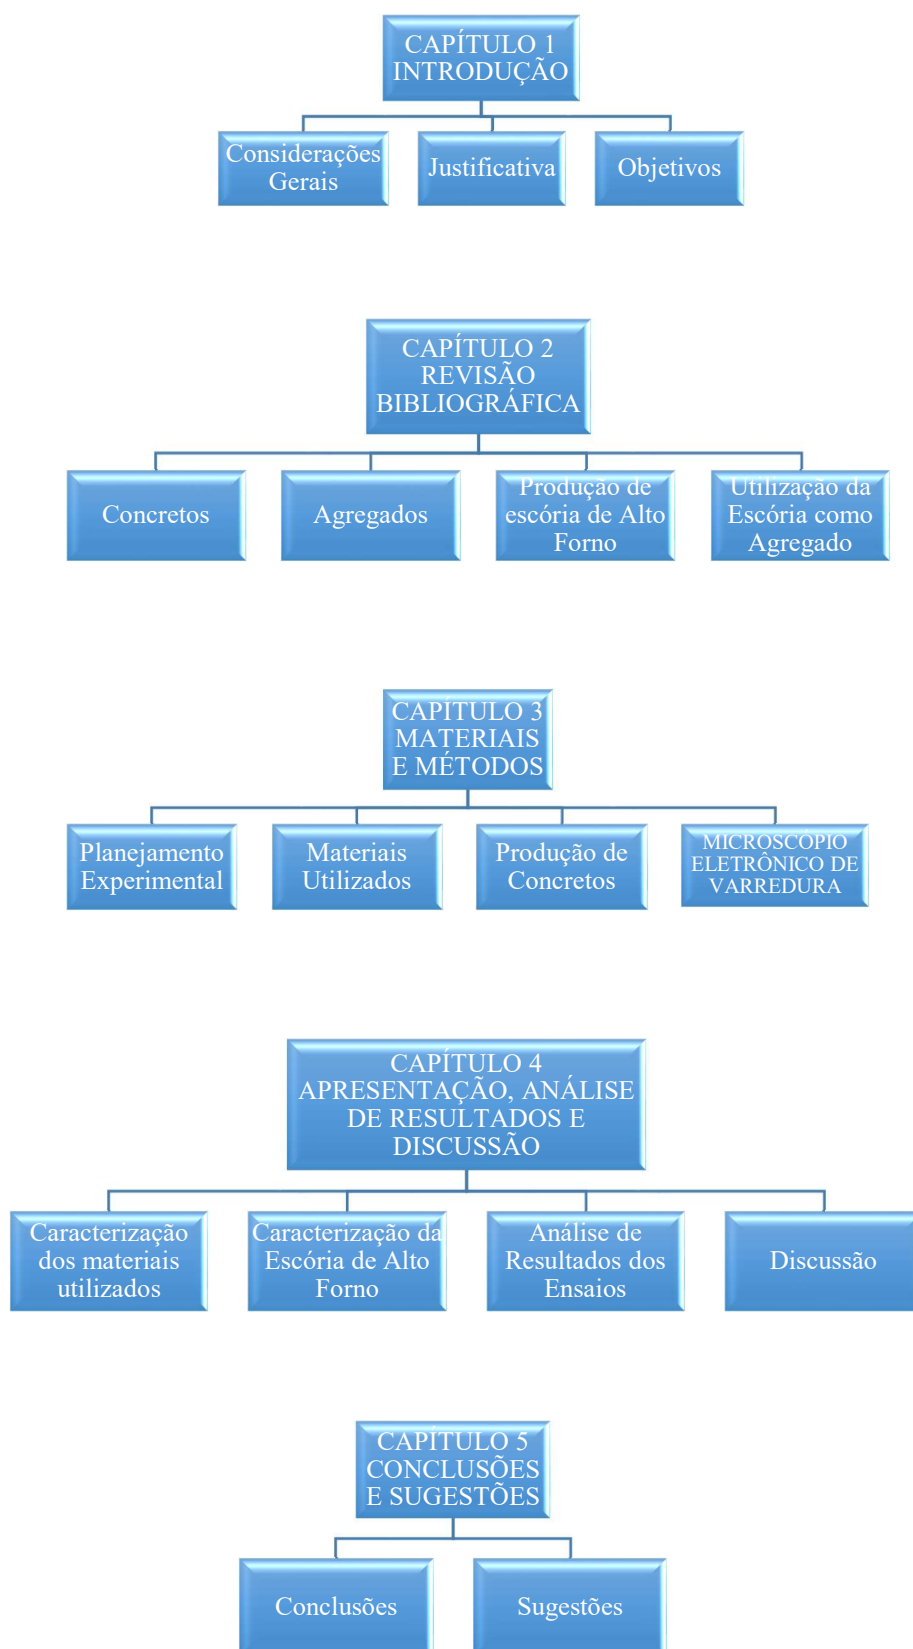 CAPÍTULO 1
INTRODUÇÃO
Considerações
Gerais
Justificativa
Objetivos
CAPÍTULO 2
REVISÃO
BIBLIOGRÁFICA
Concretos
Agregados
Produção de
escória de Alto
Forno
Utilização da
Escória como
Agregado
CAPÍTULO 3
MATERIAIS
E MÉTODOS
Planejamento
Experimental
Materiais
Utilizados
Produção de
Concretos
MICROSCÓPIO
ELETRÔNICO DE
VARREDURA
CAPÍTULO 4
APRESENTAÇÃO, ANÁLISE
DE RESULTADOS E
DISCUSSÃO
Caracterização
dos materiais
utilizados
Caracterização da
Escória de Alto
Forno
Análise de
Resultados dos
Ensaios
Discussão
CAPÍTULO 5
CONCLUSÕES
E SUGESTÕES
Conclusões
Sugestões